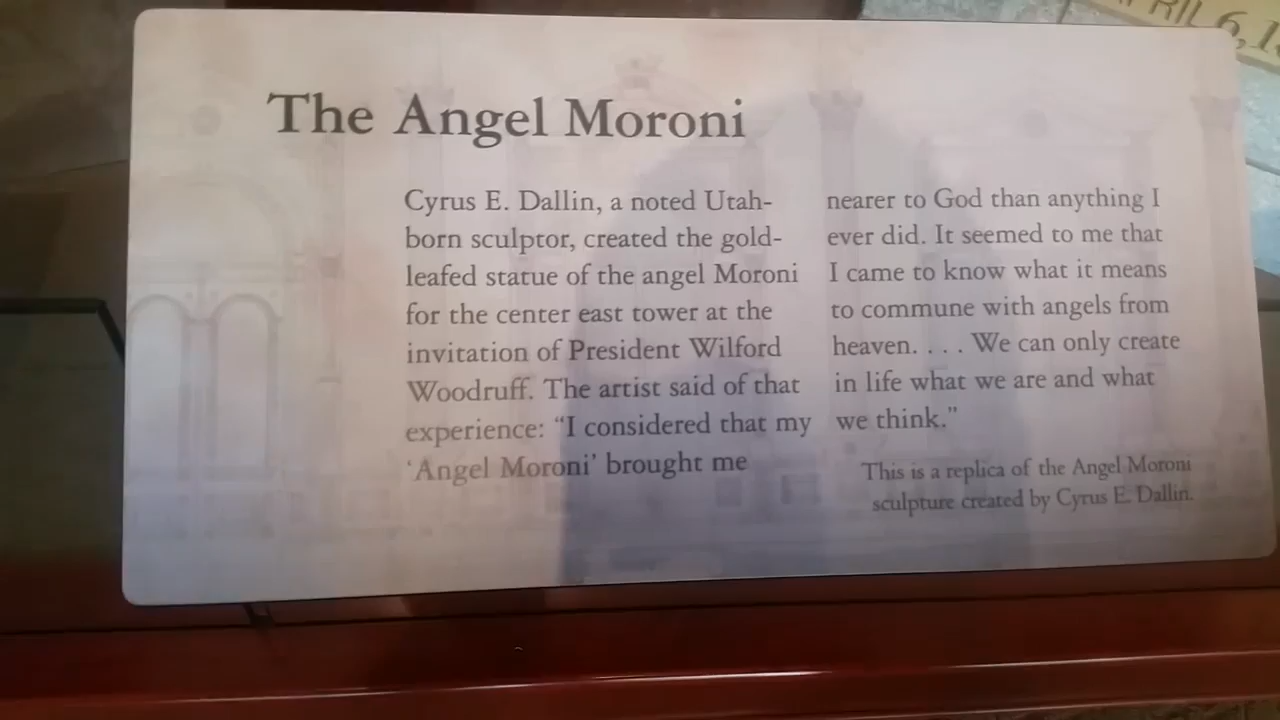 APRIL 6, 1
The Angel Moroni
Cyrus E. Dallin, a noted Utah-
born sculptor, created the gold-
leafed statue of the angel Moroni
for the center east tower at the
invitation of President Wilford
Woodruff. The artist said of that
experience: “I considered that my
‘Angel Moroni’ brought me
nearer to God than anything I
ever did. It seemed to me that
I came to know what it means
to commune with angels from
heaven. . . . We can only create
in life what we are and what
we think.”
This is a replica of the Angel Moroni
sculpture created by Cyrus E. Dallin.